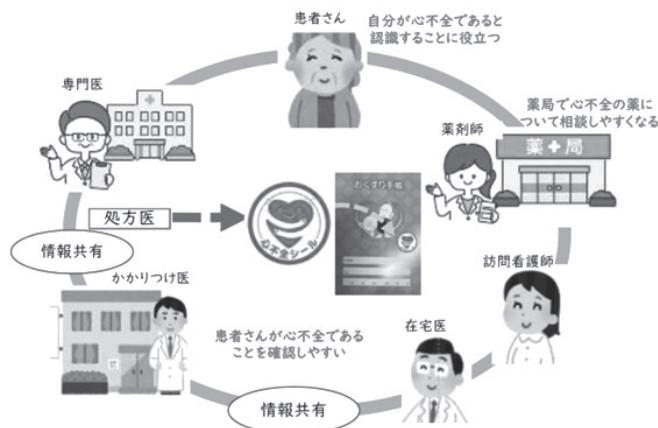 患者さん
自分が心不全であると
認識することに役立つ
専門医
薬局で心不全の薬に
ついて相談しやすくなる
薬剤師
薬✚局
処方医
心不全シール
おくすり手帳
情報共有
訪問看護師
かかりつけ医
患者さんが心不全である
ことを確認しやすい
在宅医
情報共有